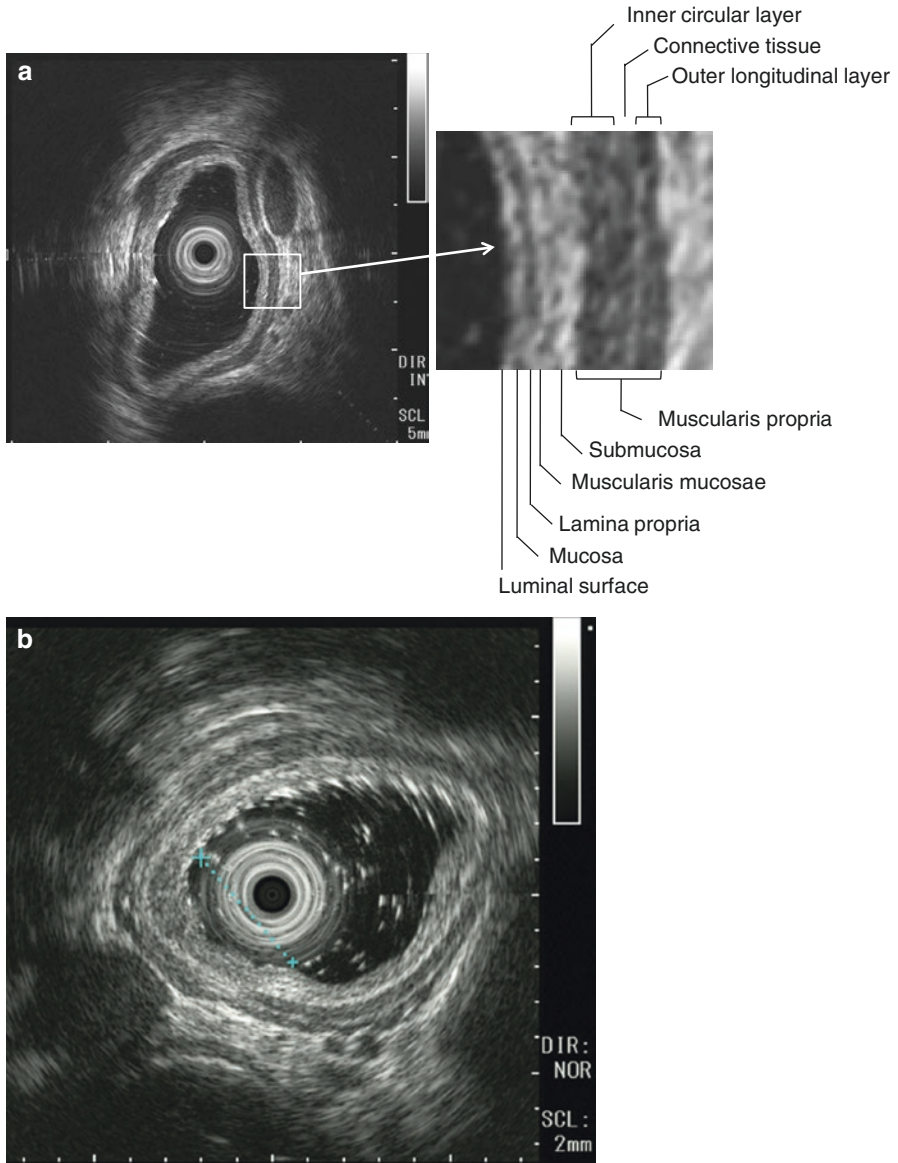 Inner circular layer
Connective tissue
Outer longitudinal layer
a
DIR
IN
SCL
5m
Muscularis propria
Submucosa
Muscularis mucosae
Lamina propria
Mucosa
Luminal surface
b
DIR:
NOR
SCL:
2mm